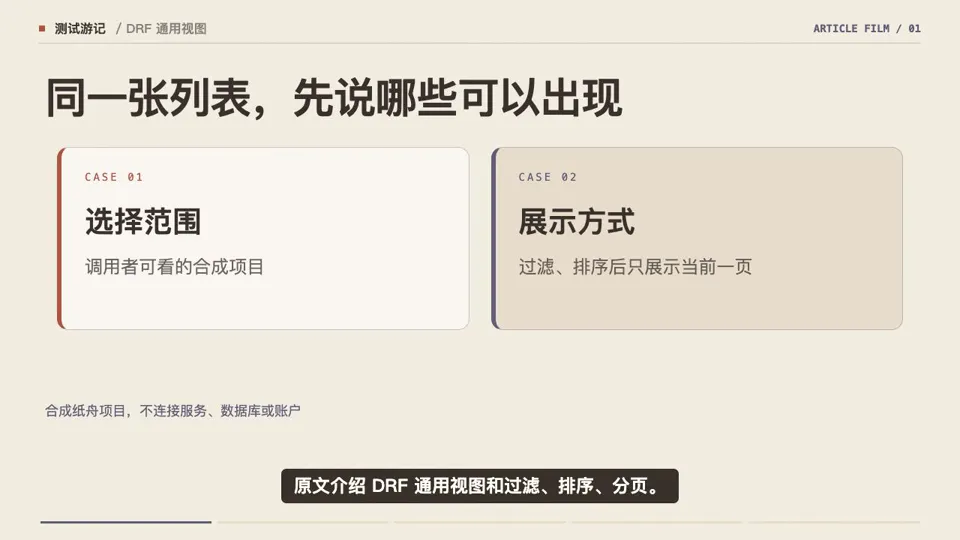 测试游记 / DRF 通用视图
ARTICLE FILM / 01
同一张列表，先说哪些可以出现
CASE 01
选择范围
调用者可看的合成项目
CASE 02
展示方式
过滤、排序后只展示当前一页
合成纸舟项目，不连接服务、数据库或账户
原文介绍 DRF 通用视图和过滤、排序、分页。